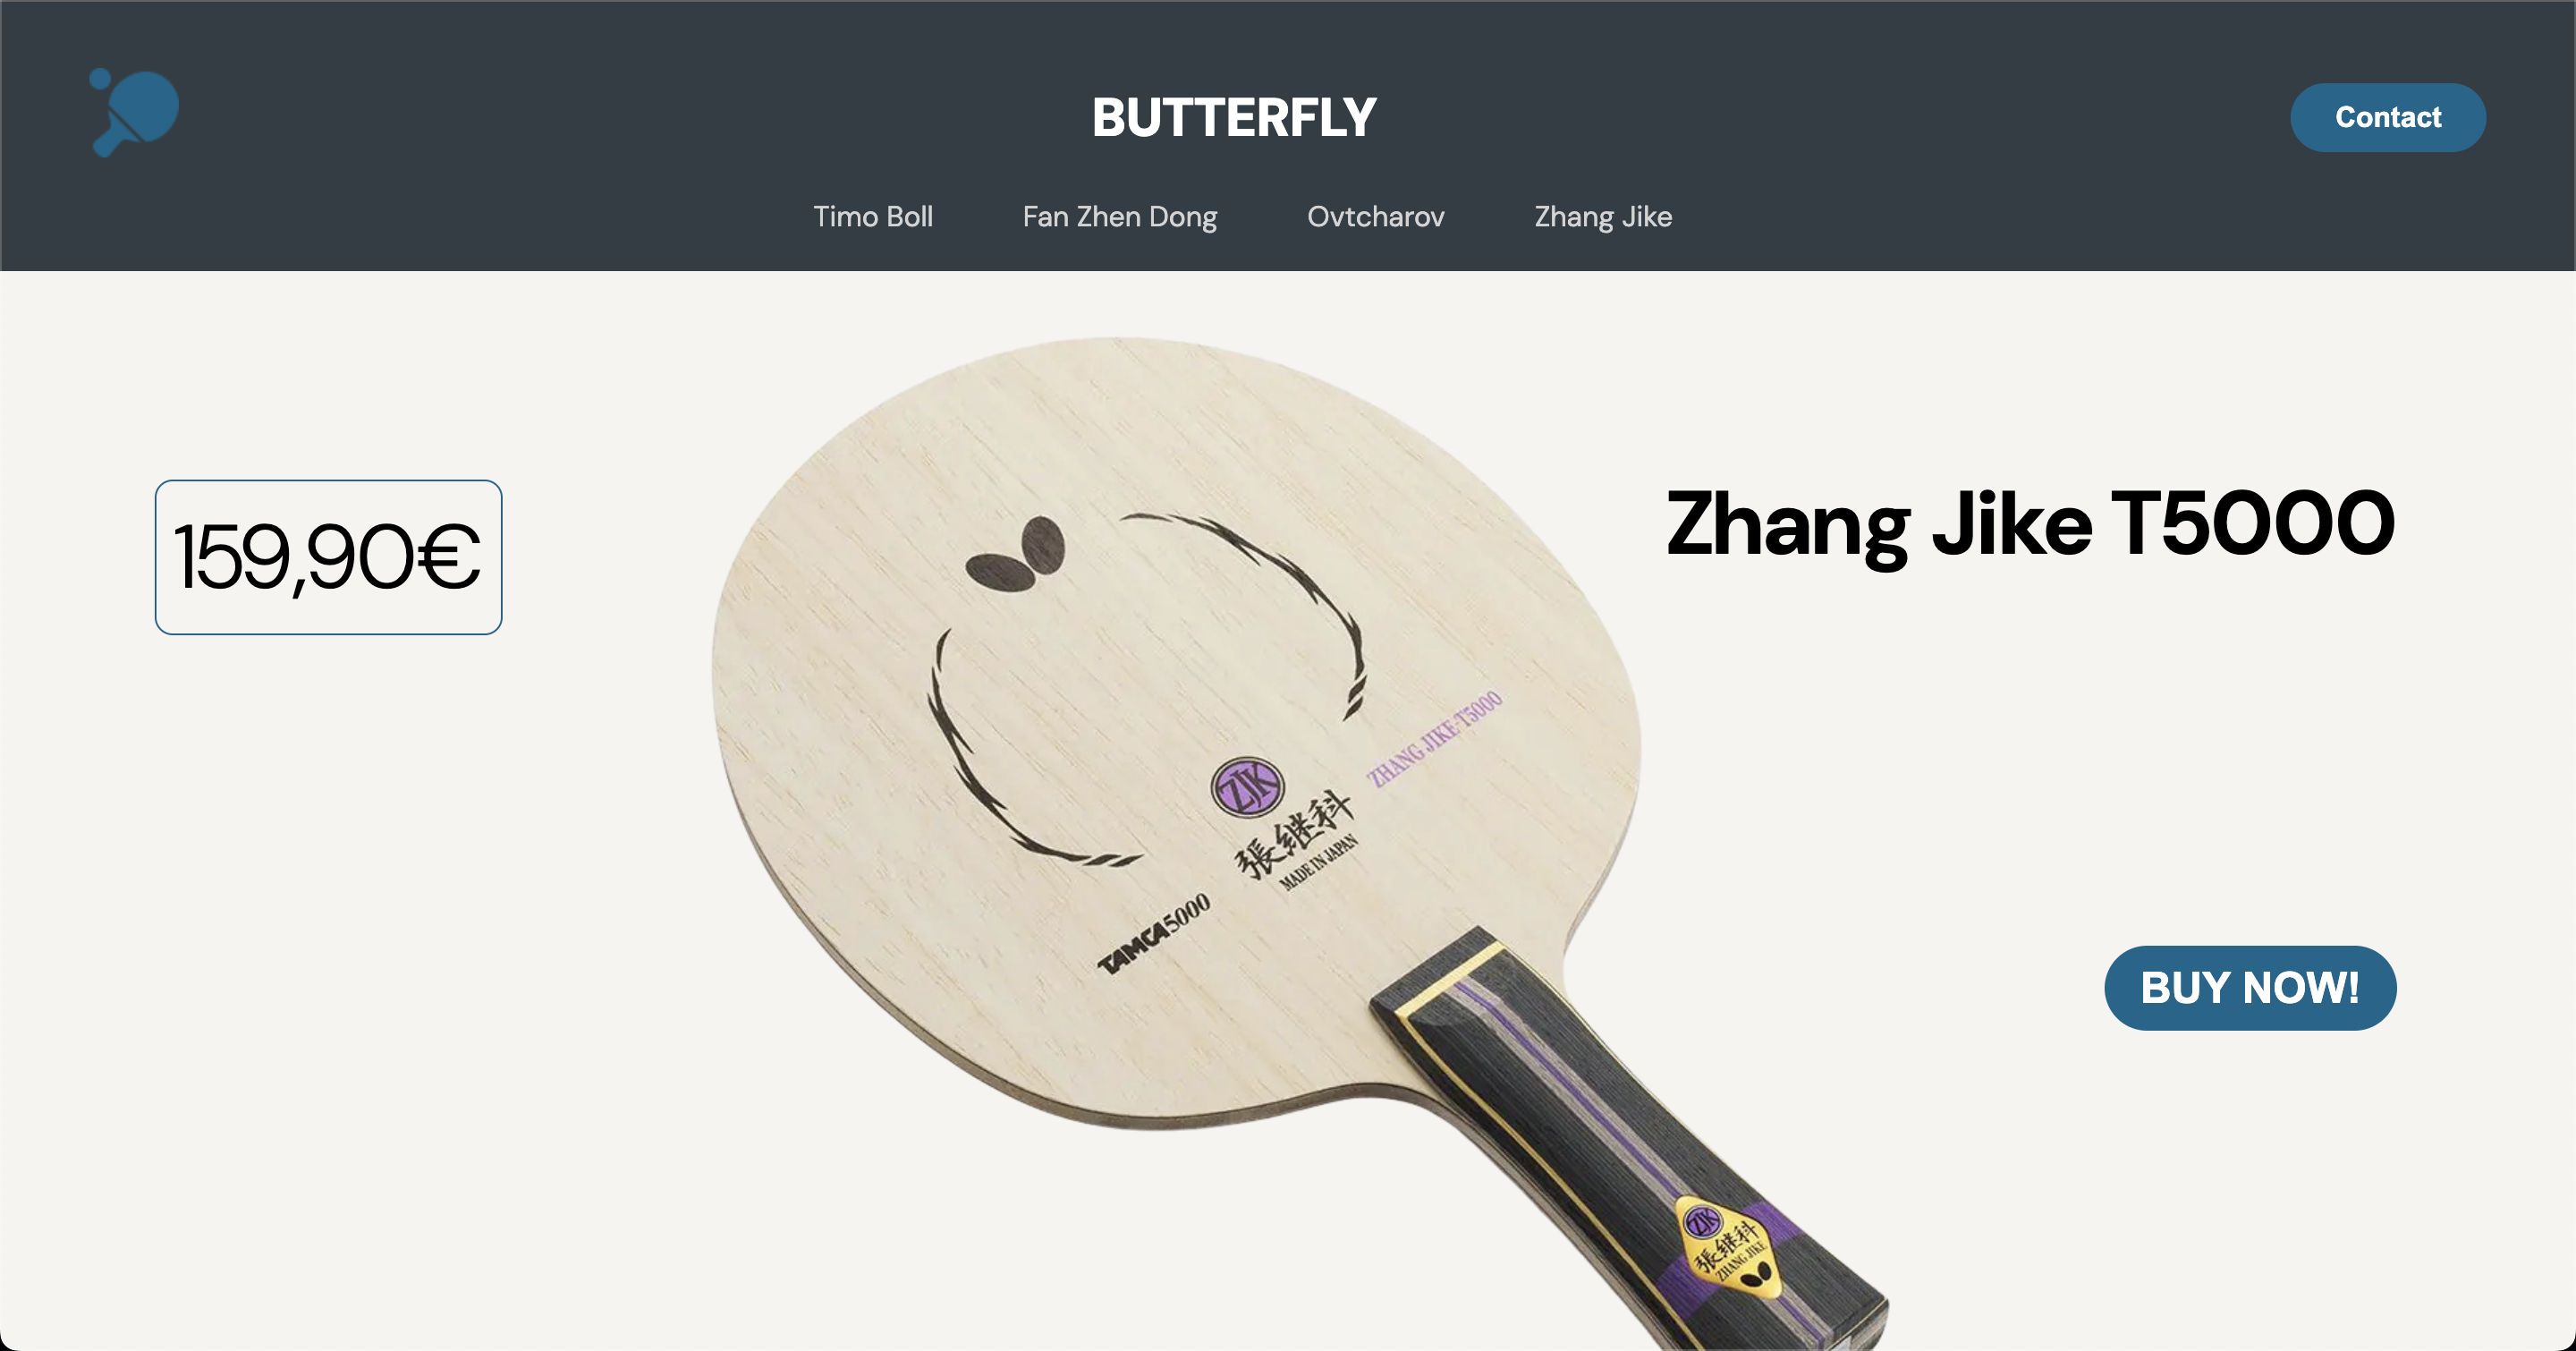 BUTTERFLY
Contact
Timo Boll
Fan Zhen Dong
Ovtcharov
Zhang Jike
159,90€
Zhang Jike T5000
ZHANG JIKE-T5000
ZJK
張継科
MADE IN JAPAN
TAMCA5000
BUY NOW!
ZJK
張継科
ZHANG JIKE